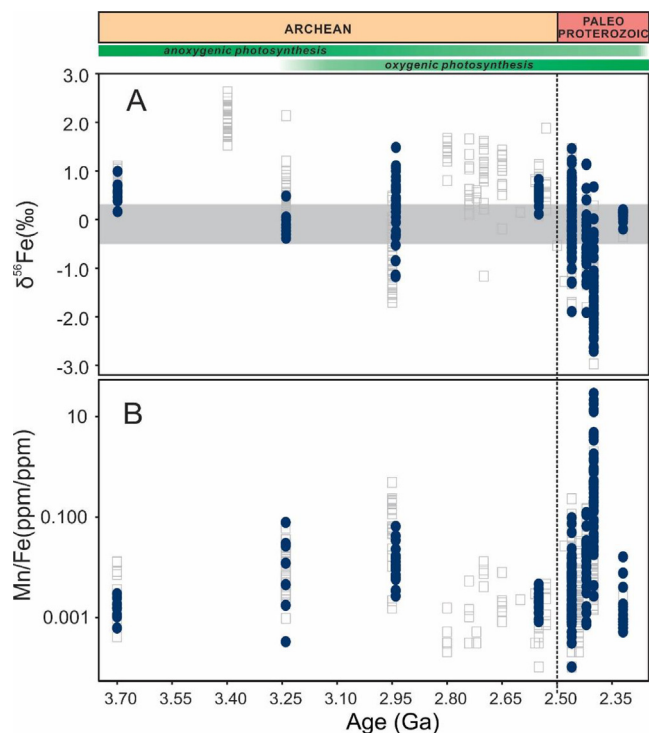 ARCHEAN
PALEO
PROTEROZOIC
anoxygenic photosynthesis
oxygenic photosynthesis
A
3.0
2.0
1.0
0
-1.0
-2.0
-3.0
δ⁵⁶Fe(‰)
B
10
0.100
0.001
Mn/Fe(ppm/ppm)
3.70 3.55 3.40 3.25 3.10 2.95 2.80 2.65 2.50 2.35
Age (Ga)